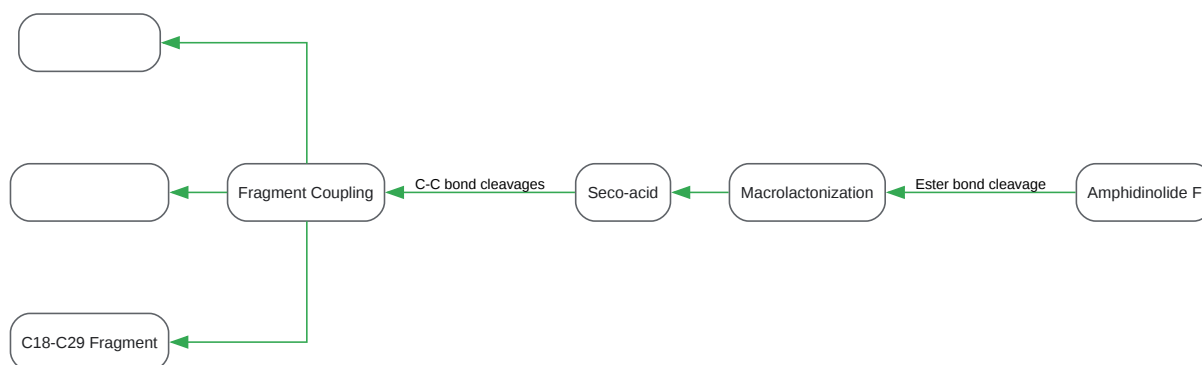 Fragment Coupling
C-C bond cleavages
Seco-acid
Macrolactonization
Ester bond cleavage
Amphidinolide F
C18-C29 Fragment